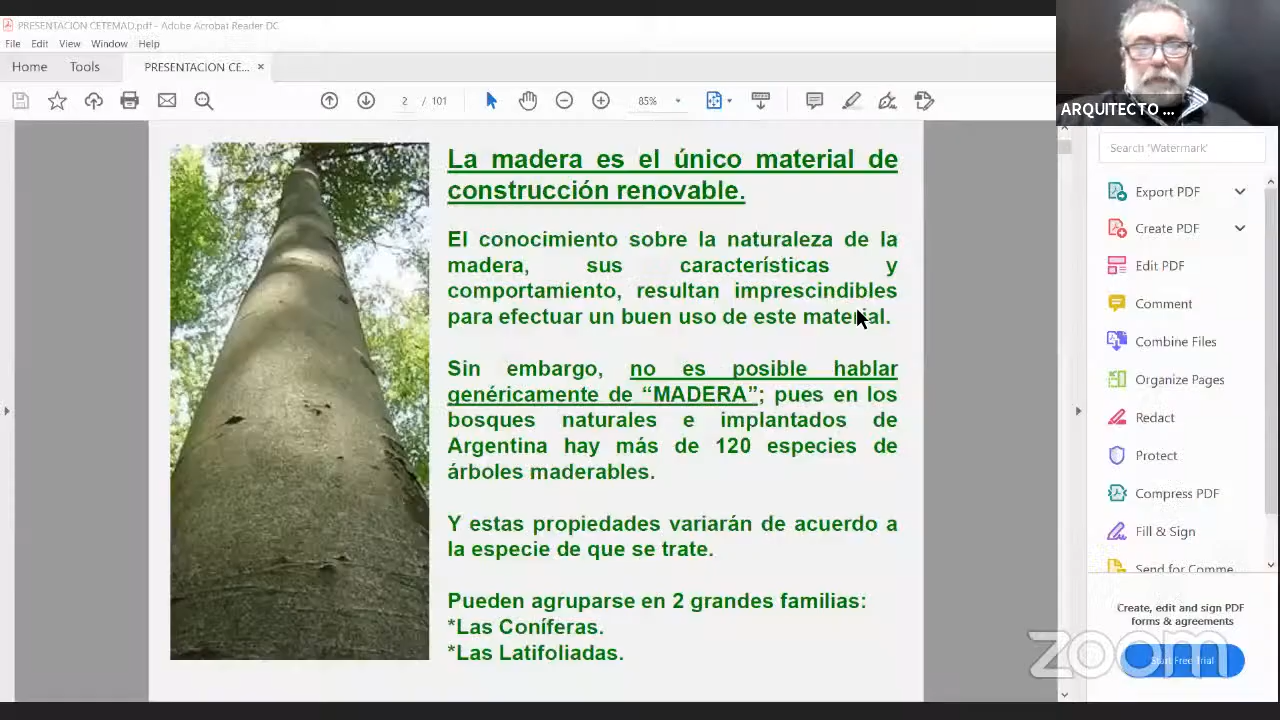 PRESENTACION CETEMAD.pdf - Adobe Acrobat Reader DC
File Edit View Window Help
Home Tools PRESENTACION CE... ×
2 / 101 85%
ARQUITECTO ...
La madera es el único material de
construcción renovable.
El conocimiento sobre la naturaleza de la
madera, sus características y
comportamiento, resultan imprescindibles
para efectuar un buen uso de este material.
Sin embargo, no es posible hablar
genéricamente de “MADERA”; pues en los
bosques naturales e implantados de
Argentina hay más de 120 especies de
árboles maderables.
Y estas propiedades variarán de acuerdo a
la especie de que se trate.
Pueden agruparse en 2 grandes familias:
*Las Coníferas.
*Las Latifoliadas.
Search 'Watermark'
Export PDF
Create PDF
Edit PDF
Comment
Combine Files
Organize Pages
Redact
Protect
Compress PDF
Fill & Sign
Send for Comme
Create, edit and sign PDF
forms & agreements
Start Free Trial
zoom